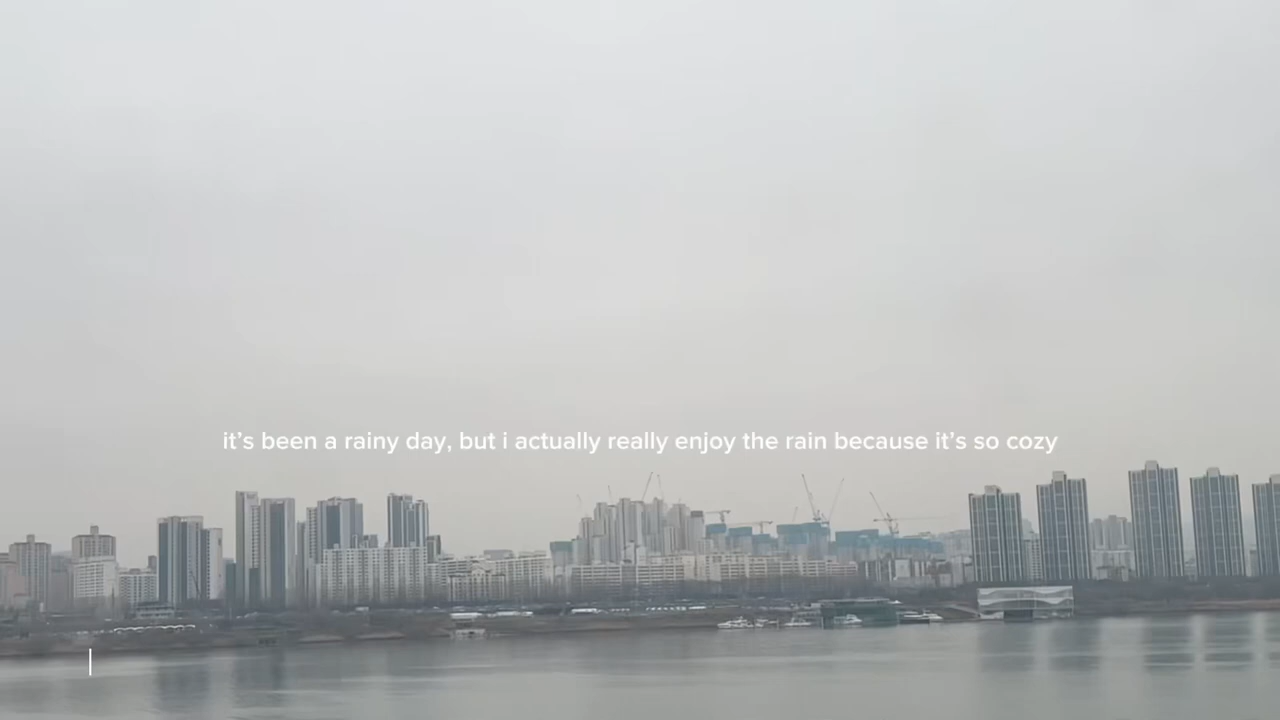 it's been a rainy day, but i actually really enjoy the rain because it's so cozy